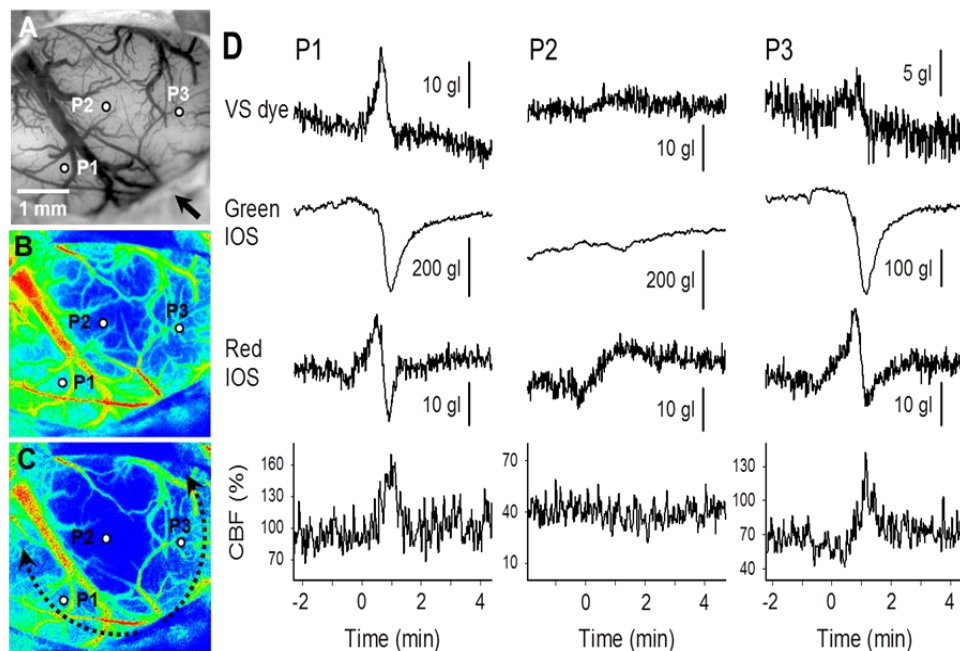 A
P3
P2
P1
1 mm
B
P3
P2
P1
C
P3
P2
P1
D
P1
P2
P3
VS dye
10 gl
10 gl
5 gl
Green
IOS
200 gl
200 gl
100 gl
Red
IOS
10 gl
10 gl
10 gl
CBF (%)
160
130
100
70
70
40
10
130
100
70
40
-2 0 2 4
-2 0 2 4
-2 0 2 4
Time (min)
Time (min)
Time (min)